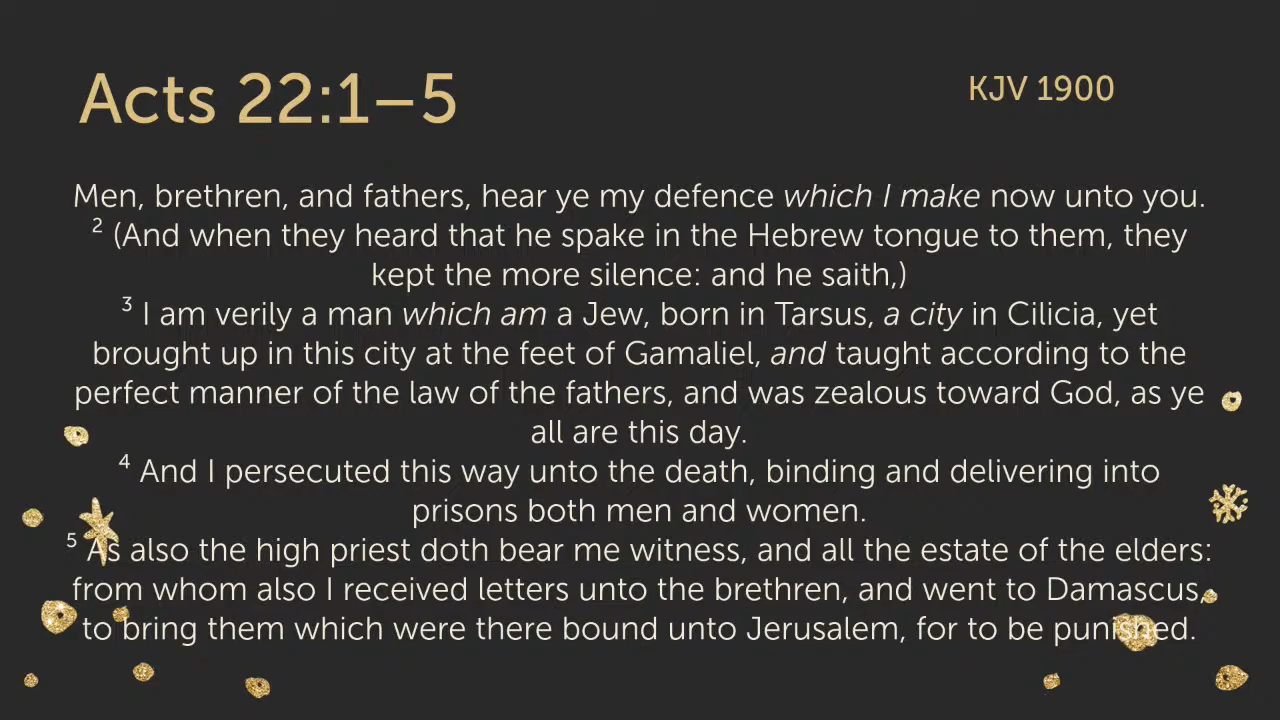 Acts 22:1–5
KJV 1900
Men, brethren, and fathers, hear ye my defence which I make now unto you.
2 (And when they heard that he spake in the Hebrew tongue to them, they
kept the more silence: and he saith,)
3 I am verily a man which am a Jew, born in Tarsus, a city in Cilicia, yet
brought up in this city at the feet of Gamaliel, and taught according to the
perfect manner of the law of the fathers, and was zealous toward God, as ye
all are this day.
4 And I persecuted this way unto the death, binding and delivering into
prisons both men and women.
5 As also the high priest doth bear me witness, and all the estate of the elders:
from whom also I received letters unto the brethren, and went to Damascus,
to bring them which were there bound unto Jerusalem, for to be punished.